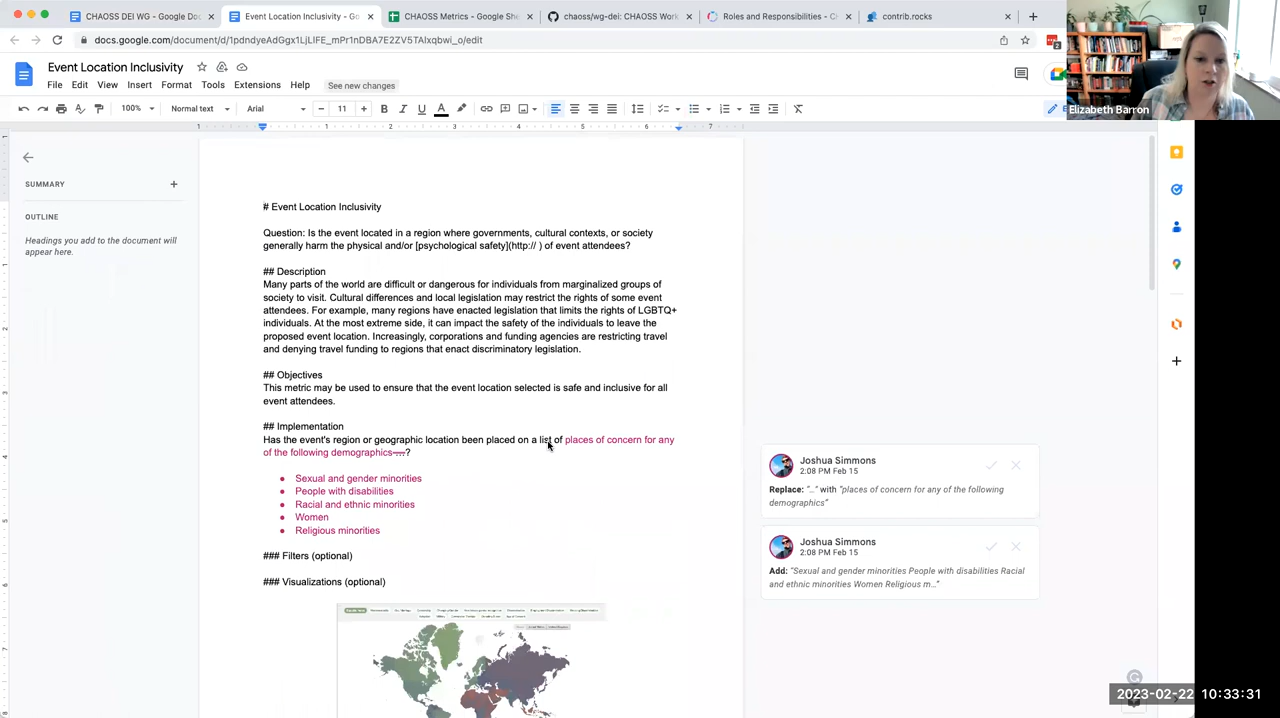 CHAOSS DEI WG - Google Doc
Event Location Inclusivity - Go
CHAOSS Metrics - Google She
chaoss/wg-dei: CHAOSS Work
Roles and Responsibilities - C
contrib.rocks
docs.google.com/document/d/
Event Location Inclusivity
File Edit View Insert Format Tools Extensions Help See new changes
100% Normal text Arial 11
Elizabeth Barron
SUMMARY
OUTLINE
Headings you add to the document will
appear here.
# Event Location Inclusivity
Question: Is the event located in a region where governments, cultural contexts, or society
generally harm the physical and/or [psychological safety](http:// ) of event attendees?
## Description
Many parts of the world are difficult or dangerous for individuals from marginalized groups of
society to visit. Cultural differences and local legislation may restrict the rights of some event
attendees. For example, many regions have enacted legislation that limits the rights of LGBTQ+
individuals. At the most extreme side, it can impact the safety of the individuals to leave the
proposed event location. Increasingly, corporations and funding agencies are restricting travel
and denying travel funding to regions that enact discriminatory legislation.
## Objectives
This metric may be used to ensure that the event location selected is safe and inclusive for all
event attendees.
## Implementation
Has the event's region or geographic location been placed on a list of places of concern for any
of the following demographics....?
Sexual and gender minorities
People with disabilities
Racial and ethnic minorities
Women
Religious minorities
### Filters (optional)
### Visualizations (optional)
Joshua Simmons
2:08 PM Feb 15
Replace: "..." with "places of concern for any of the following
demographics"
Joshua Simmons
2:08 PM Feb 15
Add: "Sexual and gender minorities People with disabilities Racial
and ethnic minorities Women Religious m..."
2023-02-22 10:33:31